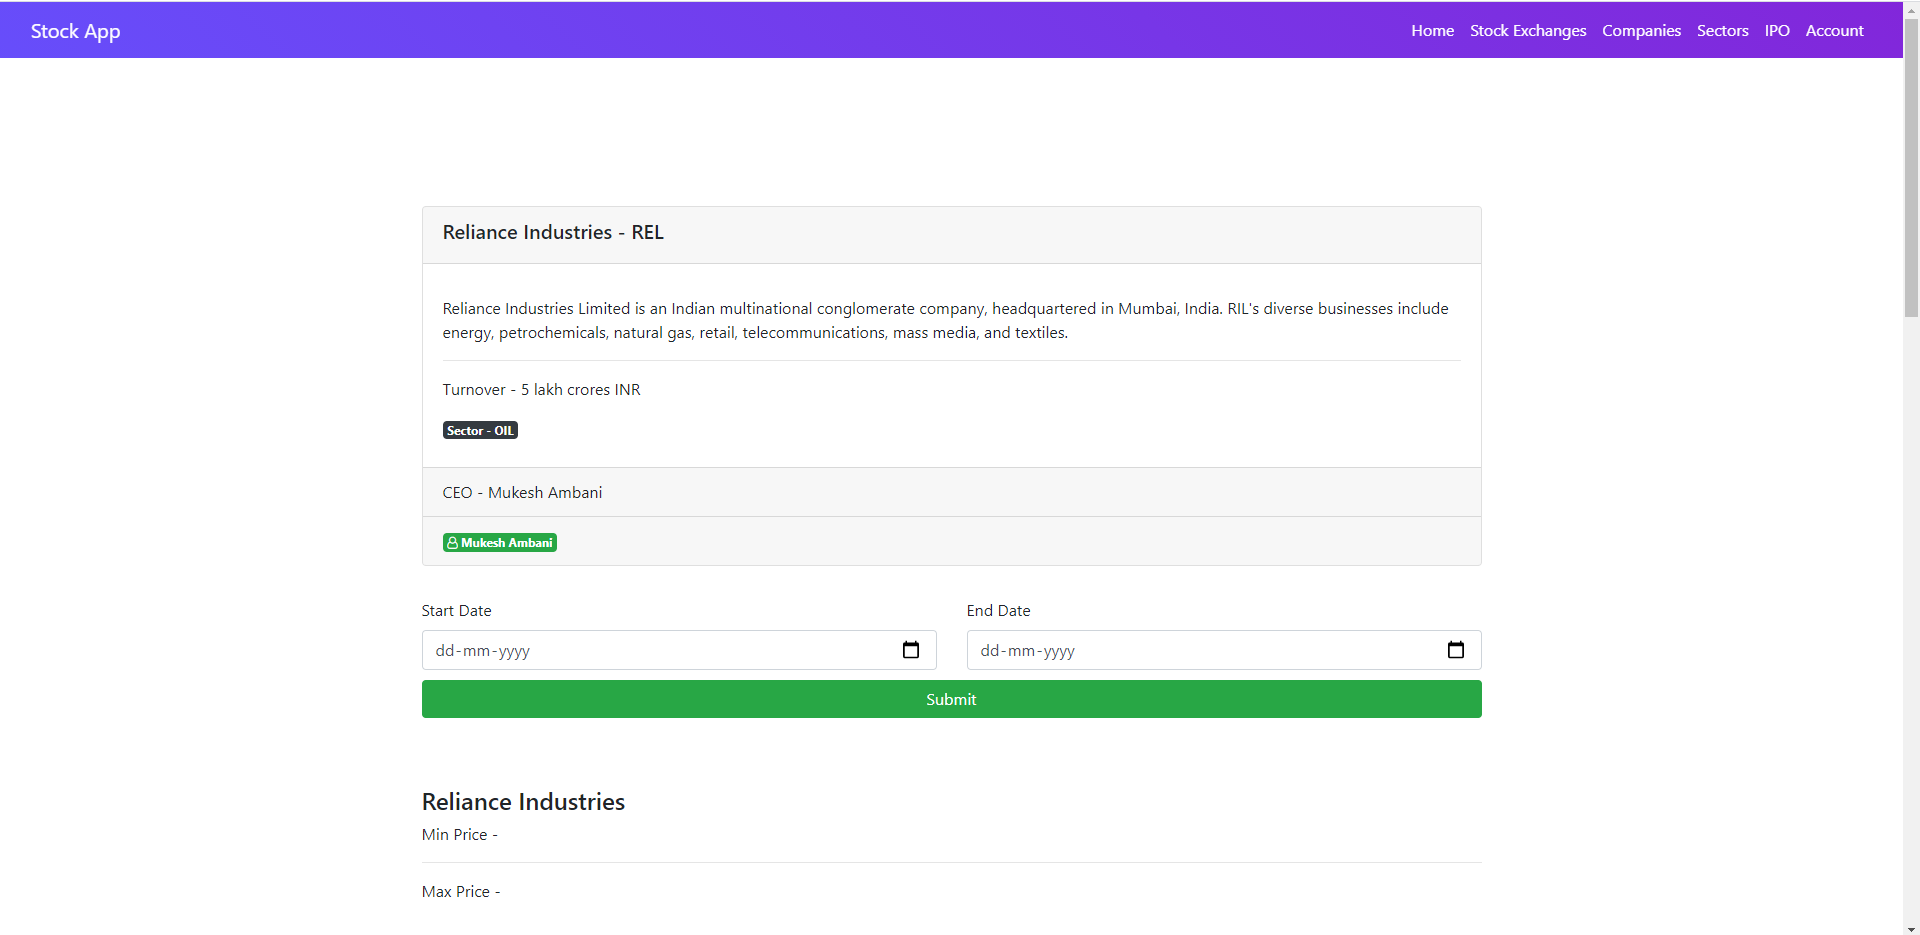 Stock App
Home Stock Exchanges Companies Sectors IPO Account
Reliance Industries - REL
Reliance Industries Limited is an Indian multinational conglomerate company, headquartered in Mumbai, India. RIL's diverse businesses include
energy, petrochemicals, natural gas, retail, telecommunications, mass media, and textiles.
Turnover - 5 lakh crores INR
Sector - OIL
CEO - Mukesh Ambani
Mukesh Ambani
Start Date End Date
dd-mm-yyyy dd-mm-yyyy
Submit
Reliance Industries
Min Price -
Max Price -